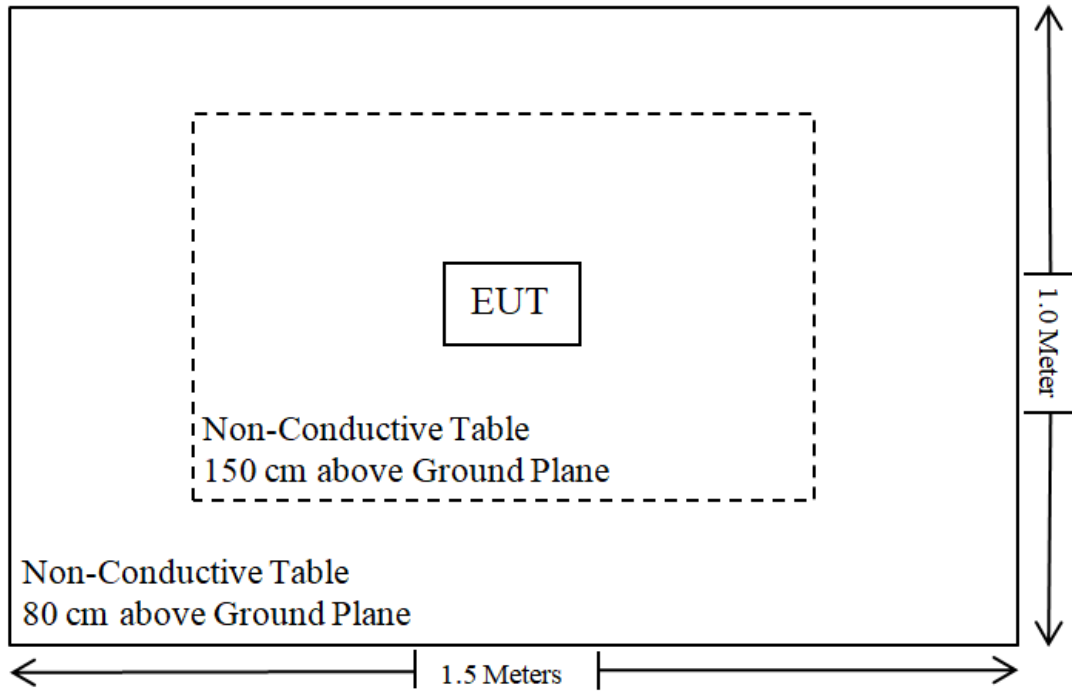 EUT
Non-Conductive Table
150 cm above Ground Plane
Non-Conductive Table
80 cm above Ground Plane
1.0 Meter
1.5 Meters